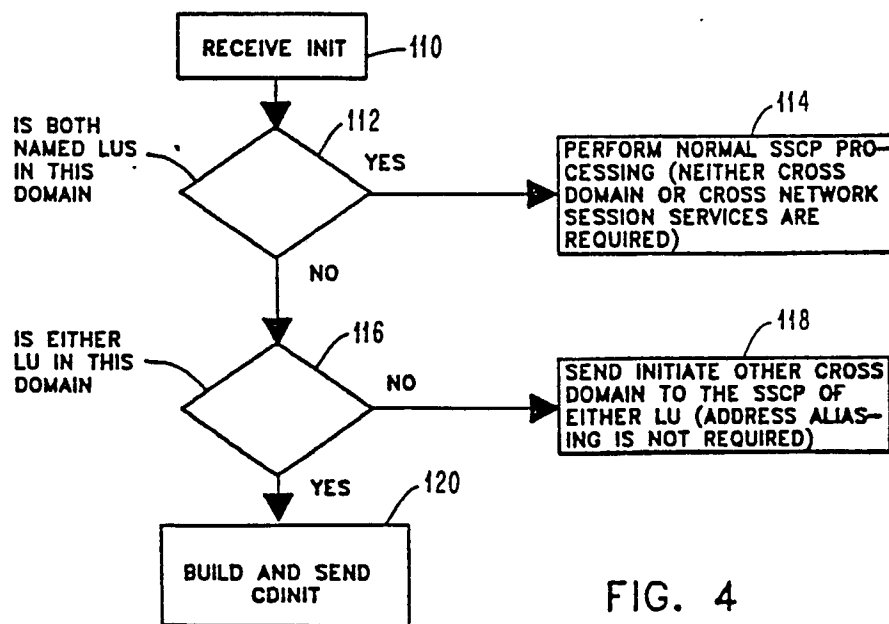 RECEIVE INIT
110
IS BOTH
NAMED LUS
IN THIS
DOMAIN
112
YES
114
PERFORM NORMAL SSCP PRO-
CESSING (NEITHER CROSS
DOMAIN OR CROSS NETWORK
SESSION SERVICES ARE
REQUIRED)
NO
IS EITHER
LU IN THIS
DOMAIN
116
NO
118
SEND INITIATE OTHER CROSS
DOMAIN TO THE SSCP OF
EITHER LU (ADDRESS ALIAS-
ING IS NOT REQUIRED)
YES
120
BUILD AND SEND
CDINIT
FIG. 4